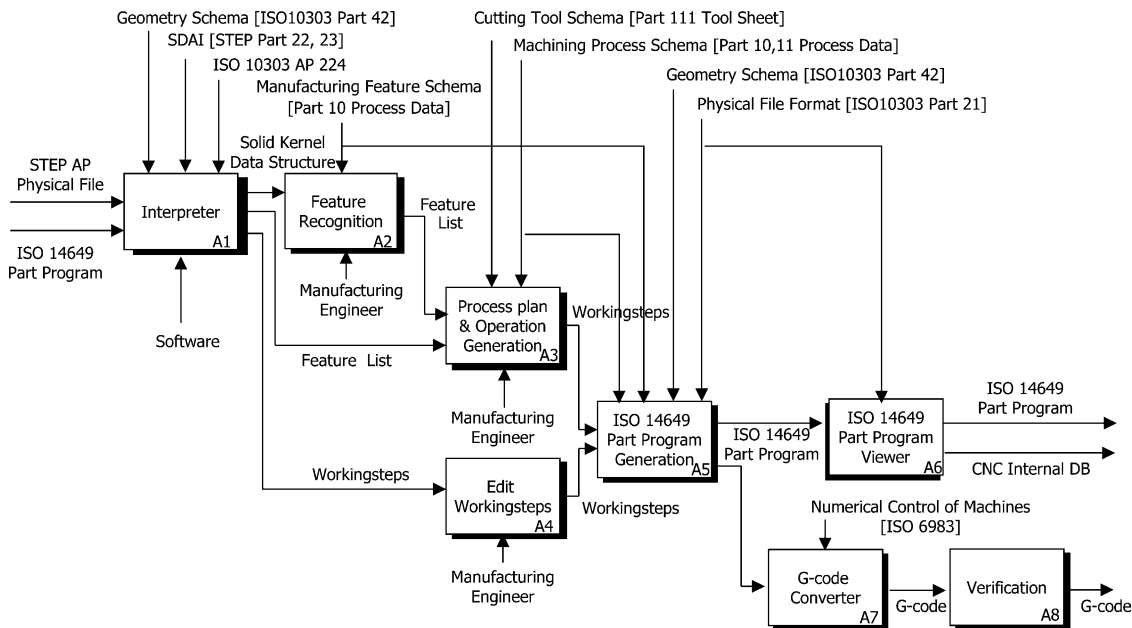 Geometry Schema [ISO10303 Part 42]
SDAI [STEP Part 22, 23]
ISO 10303 AP 224
Manufacturing Feature Schema
[Part 10 Process Data]
Cutting Tool Schema [Part 111 Tool Sheet]
Machining Process Schema [Part 10,11 Process Data]
Geometry Schema [ISO10303 Part 42]
Physical File Format [ISO10303 Part 21]
Solid Kernel
Data Structure
STEP AP
Physical File
ISO 14649
Part Program
Interpreter
A1
Software
Feature
Recognition
A2
Manufacturing
Engineer
Feature
List
Feature List
Process plan
& Operation
Generation
A3
Manufacturing
Engineer
Workingsteps
Workingsteps
Edit
Workingsteps
A4
Manufacturing
Engineer
Workingsteps
ISO 14649
Part Program
Generation
A5
ISO 14649
Part Program
ISO 14649
Part Program
Viewer
A6
ISO 14649
Part Program
CNC Internal DB
Numerical Control of Machines
[ISO 6983]
G-code
Converter
A7
G-code
Verification
A8
G-code